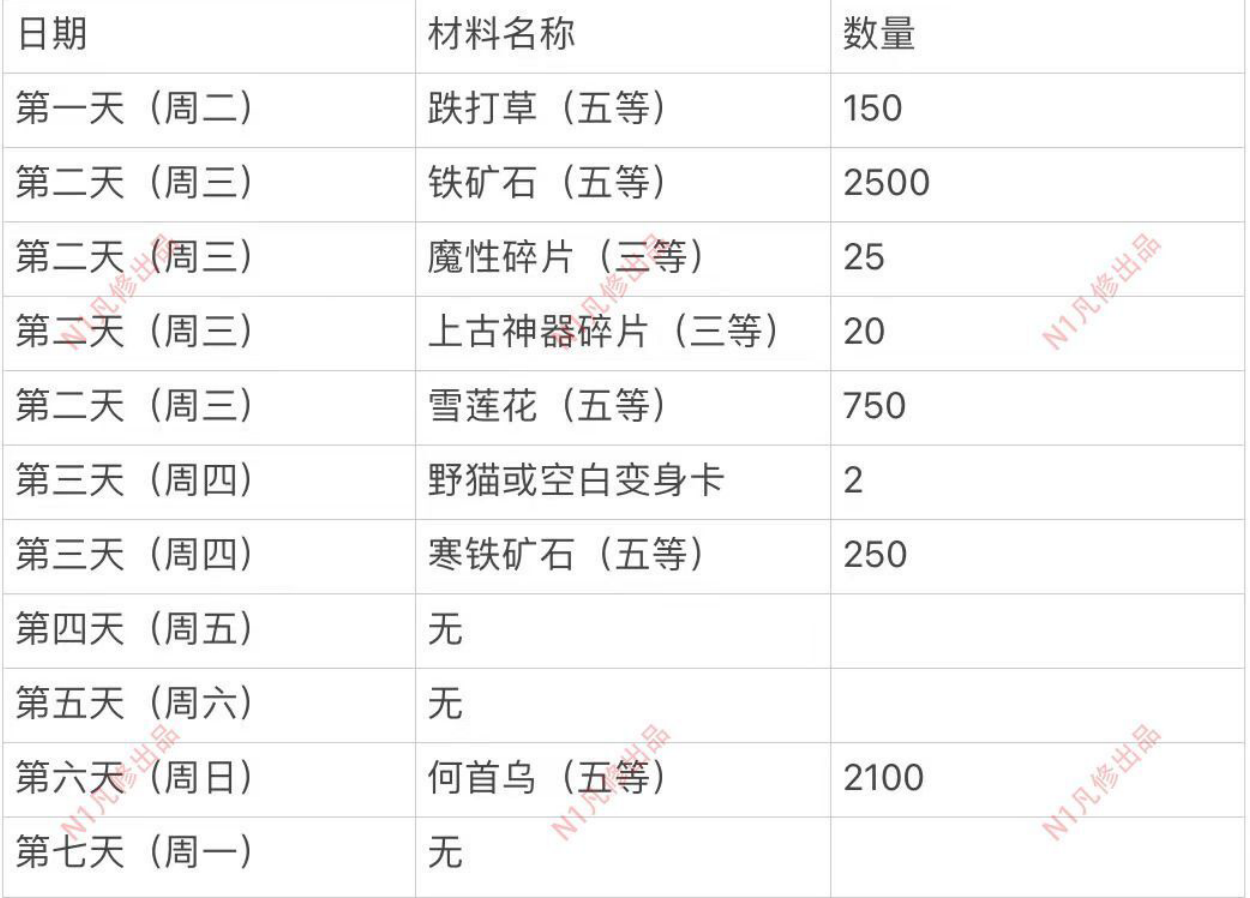 日期 材料名称 数量
第一天（周二） 跌打草（五等） 150
第二天（周三） 铁矿石（五等） 2500
第二天（周三） 魔性碎片（三等） 25
第二天（周三） 上古神器碎片（三等） 20
第二天（周三） 雪莲花（五等） 750
第三天（周四） 野猫或空白变身卡 2
第三天（周四） 寒铁矿石（五等） 250
第四天（周五） 无
第五天（周六） 无
第六天（周日） 何首乌（五等） 2100
第七天（周一） 无
N1凡修出品
N1凡修出品
N1凡修出品
N1凡修出品
N1凡修出品
N1凡修出品